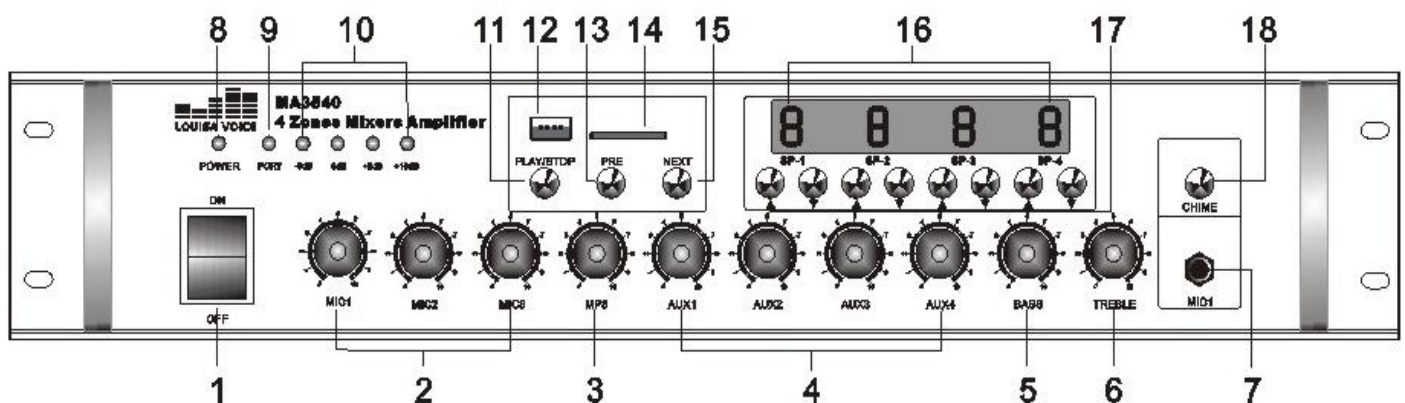 8 9 10 11 12 13 14 15 16 17 18
LOUISA VOICE
4 Zones Mixers Amplifier
8 8 8 8
POWER PORT
PLAY/STOP PRE NEXT
SP-1 SP-2 SP-3 SP-4
CHIME
ON
OFF
MIC1 MIC2 MIC3 MP3 AUX1 AUX2 AUX3 AUX4 BASS TREBLE MIC1
1 2 3 4 5 6 7